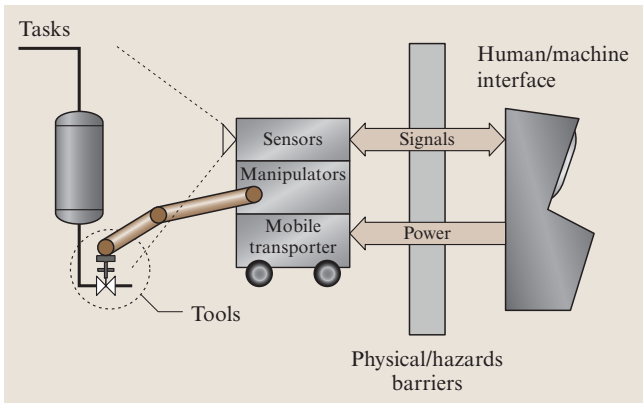 Tasks
Human/machine
interface
Sensors
Signals
Manipulators
Mobile
transporter
Power
Tools
Physical/hazards
barriers